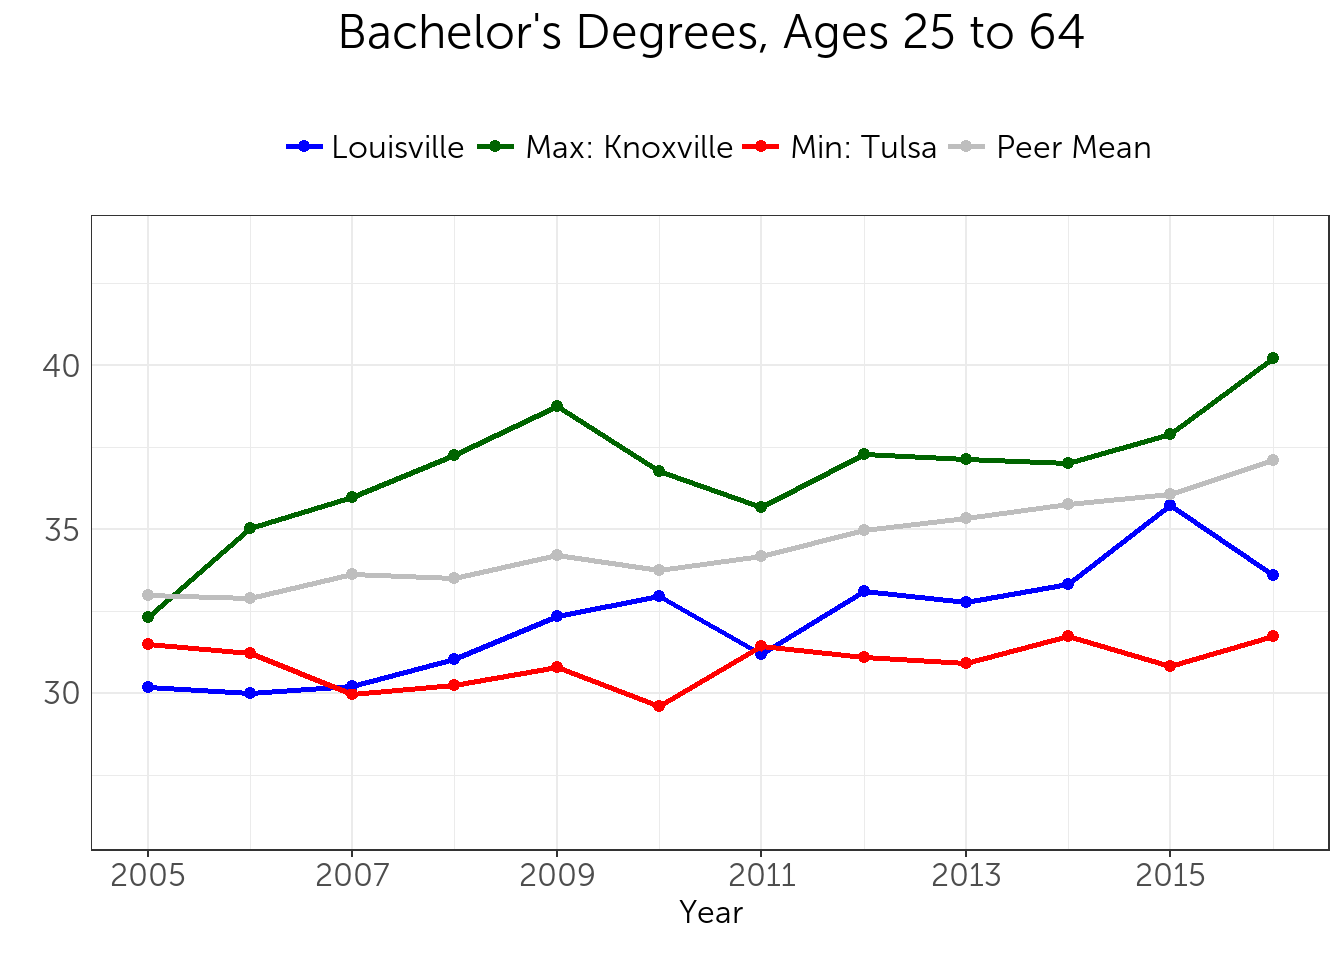 Bachelor's Degrees, Ages 25 to 64
Louisville Max: Knoxville Min: Tulsa Peer Mean
40
35
30
2005 2007 2009 2011 2013 2015
Year